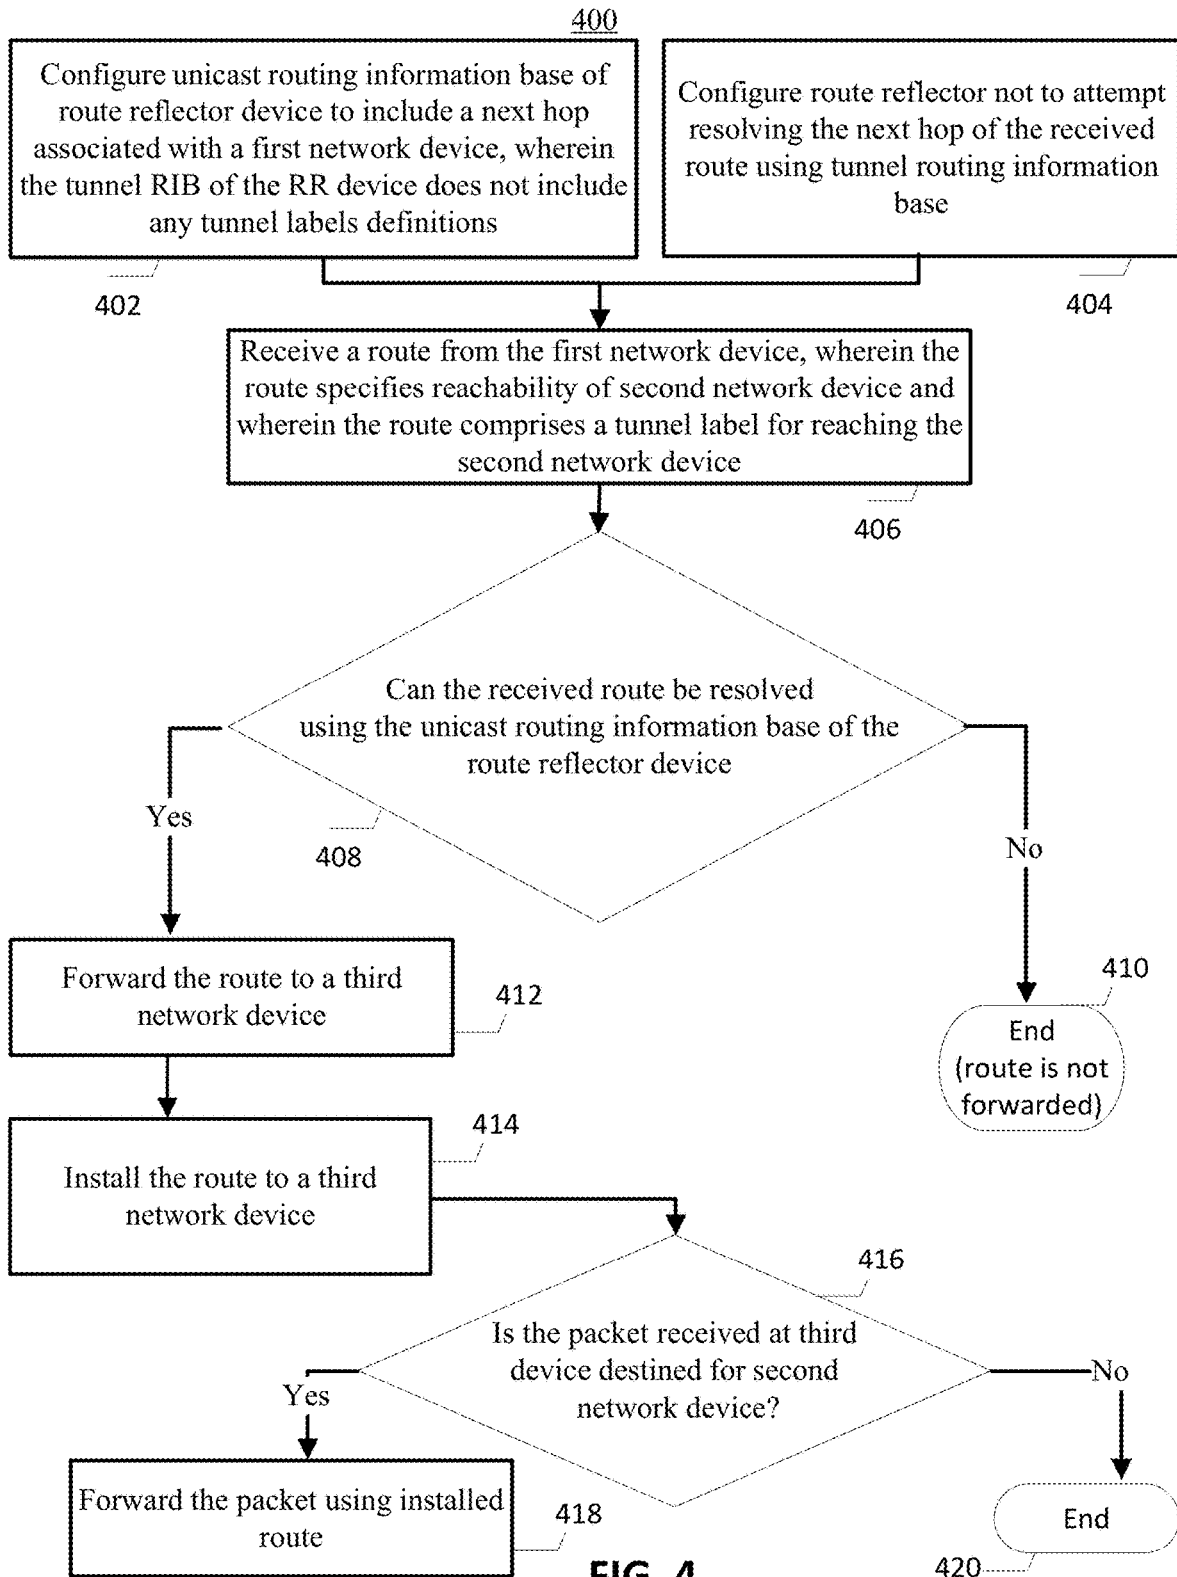 400
Configure unicast routing information base of
route reflector device to include a next hop
associated with a first network device, wherein
the tunnel RIB of the RR device does not include
any tunnel labels definitions
402
Configure route reflector not to attempt
resolving the next hop of the received
route using tunnel routing information
base
404
Receive a route from the first network device, wherein the
route specifies reachability of second network device and
wherein the route comprises a tunnel label for reaching the
second network device
406
Can the received route be resolved
using the unicast routing information base of the
route reflector device
408
Yes
No
410
End
(route is not
forwarded)
Forward the route to a third
network device
412
414
Install the route to a third
network device
416
Is the packet received at third
device destined for second
network device?
Yes
No
Forward the packet using installed
route
418
End
420
FIG. 4